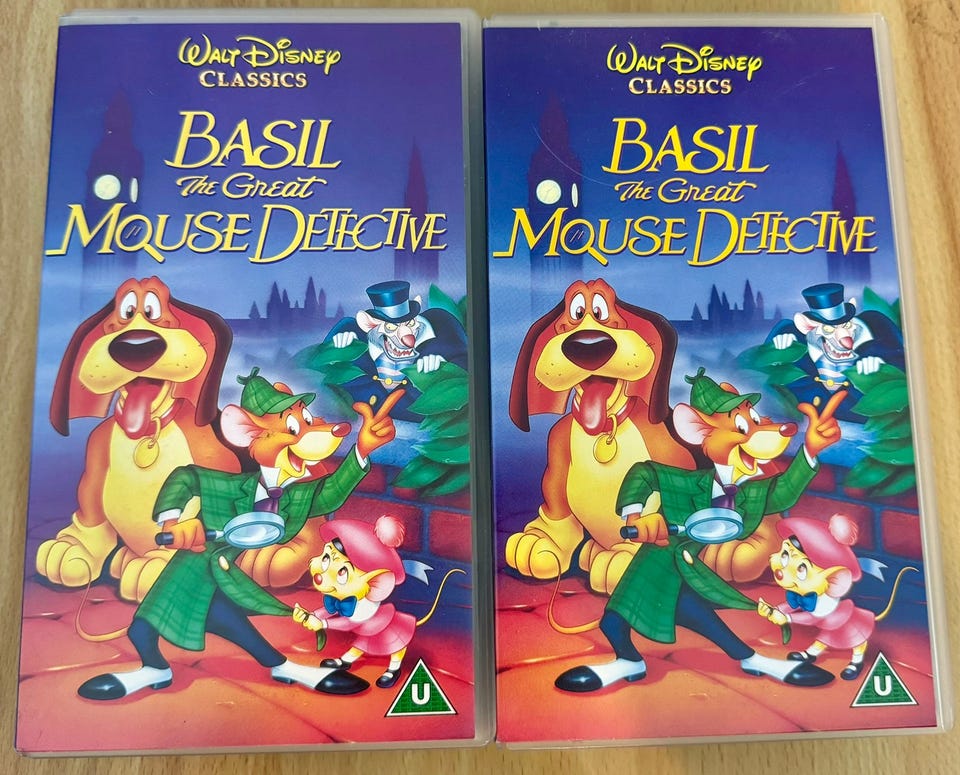 WALT DISNEY
CLASSICS
BASIL
THE GREAT
MOUSE DETECTIVE
U
WALT DISNEY
CLASSICS
BASIL
THE GREAT
MOUSE DETECTIVE
U